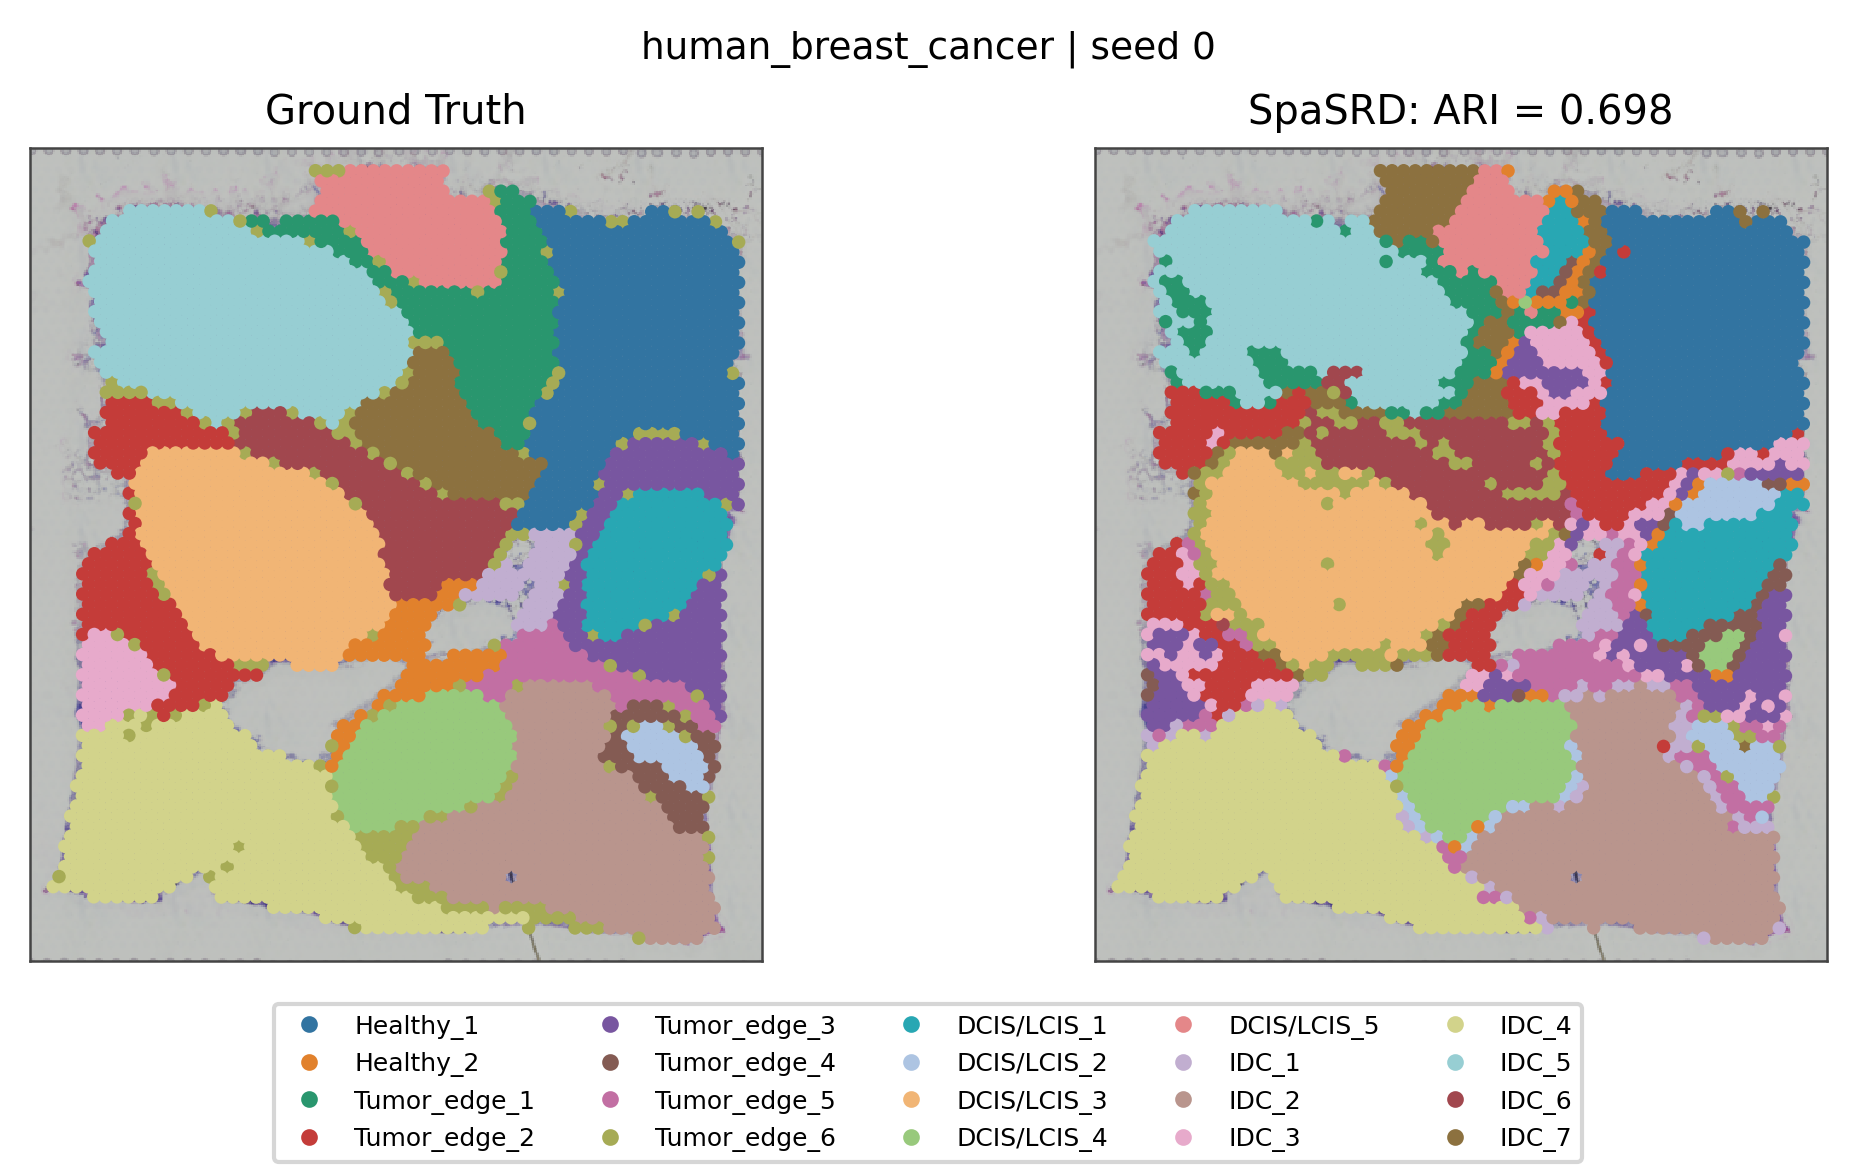 human_breast_cancer | seed 0
Ground Truth
SpaSRD: ARI = 0.698
Healthy_1
Healthy_2
Tumor_edge_1
Tumor_edge_2
Tumor_edge_3
Tumor_edge_4
Tumor_edge_5
Tumor_edge_6
DCIS/LCIS_1
DCIS/LCIS_2
DCIS/LCIS_3
DCIS/LCIS_4
DCIS/LCIS_5
IDC_1
IDC_2
IDC_3
IDC_4
IDC_5
IDC_6
IDC_7